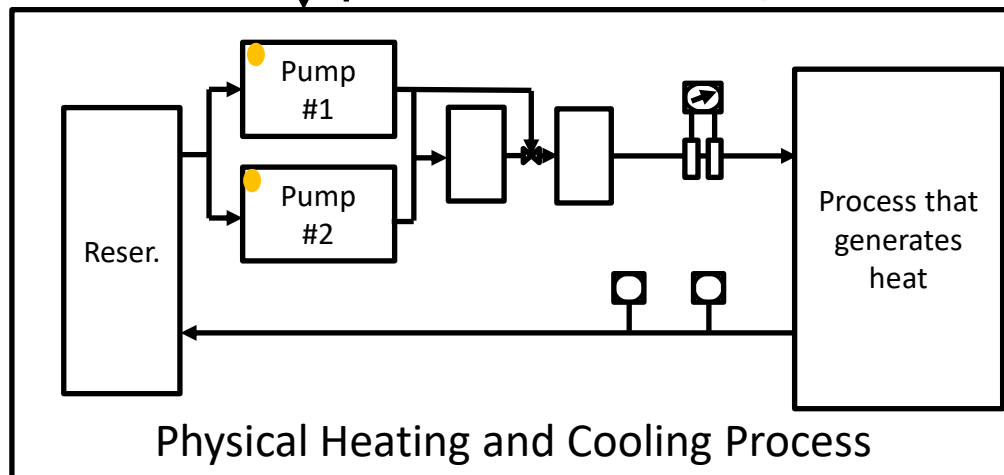 Pump
#1
Pump
#2
Reser.
Process that
generates
heat
Physical Heating and Cooling Process